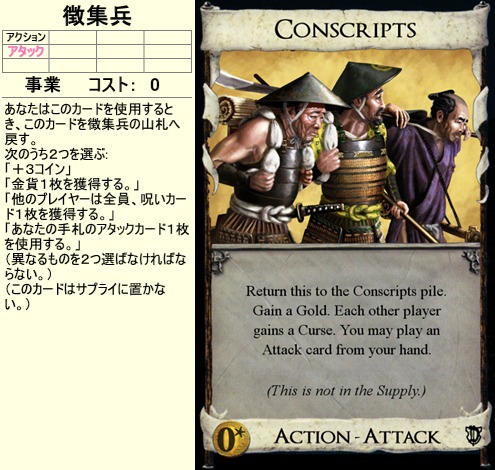 徴集兵
アクション
アタック
事業 コスト: 0
あなたはこのカードを使用すると
き、このカードを徴集兵の山札へ
戻す。
次のうち2つを選ぶ:
「+3コイン」
「金貨1枚を獲得する。」
「他のプレイヤーは全員、呪いカー
ド1枚を獲得する。」
「あなたの手札のアタックカード1枚
を使用する。」
(異なるものを2つ選ばなければな
らない。)
(このカードはサプライに置かな
い。)
CONSCRIPTS
Return this to the Conscripts pile.
Gain a Gold. Each other player
gains a Curse. You may play an
Attack card from your hand.
(This is not in the Supply.)
0*
ACTION - ATTACK